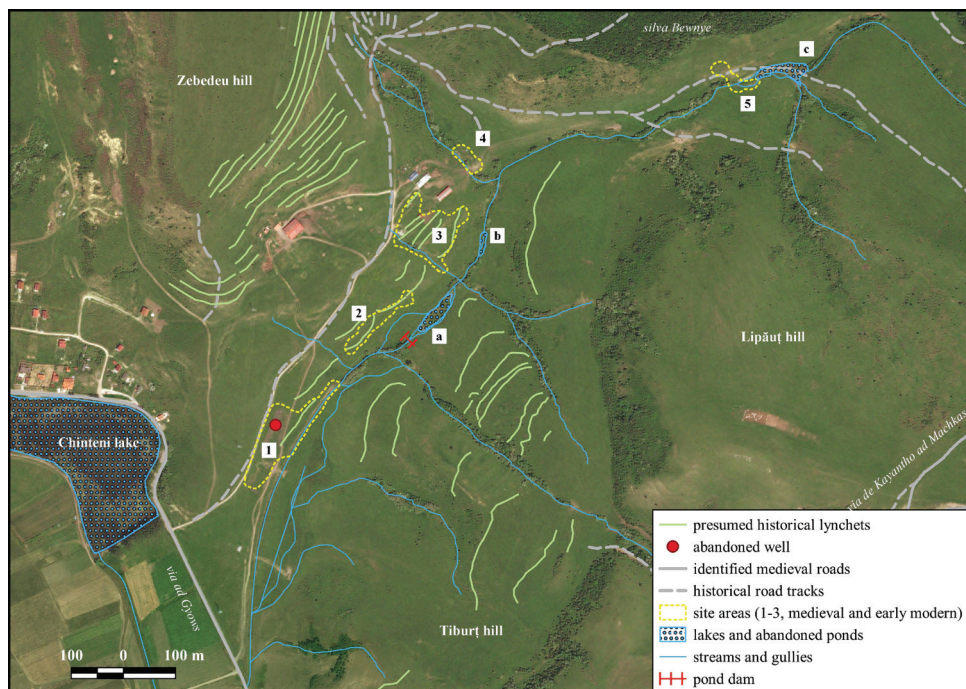 silva Bewnye
c
Zebedeu hill
5
4
3
b
2
a
Lipăuț hill
Chinteni lake
1
via de Kayantho ad Machkas
via ad Gyows
Tiburț hill
100 0 100 m
presumed historical lynchets
abandoned well
identified medieval roads
historical road tracks
site areas (1-3, medieval and early modern)
lakes and abandoned ponds
streams and gullies
pond dam